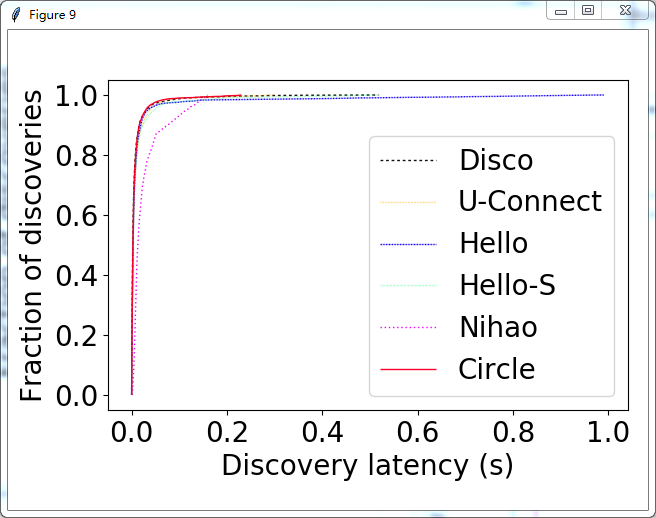 Figure 9
Fraction of discoveries
1.0
0.8
0.6
0.4
0.2
0.0
Disco
U-Connect
Hello
Hello-S
Nihao
Circle
0.0 0.2 0.4 0.6 0.8 1.0
Discovery latency (s)